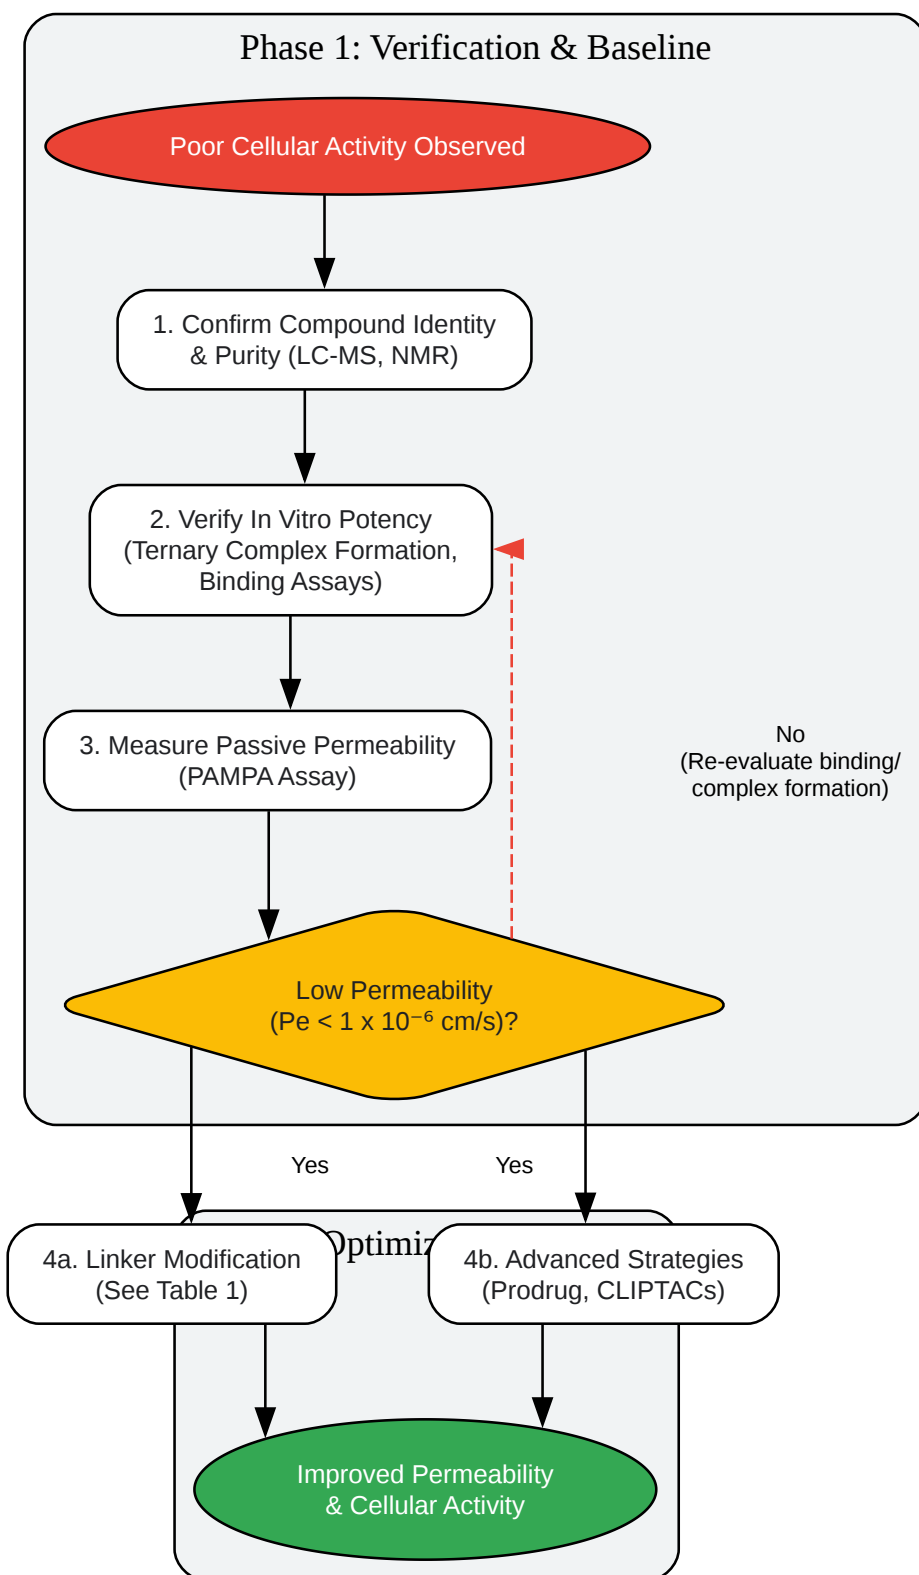 Phase 1: Verification & Baseline
Poor Cellular Activity Observed
1. Confirm Compound Identity
& Purity (LC-MS, NMR)
2. Verify In Vitro Potency
(Ternary Complex Formation,
Binding Assays)
3. Measure Passive Permeability
(PAMPA Assay)
No
(Re-evaluate binding/
complex formation)
Low Permeability
(Pe < 1 x 10⁻⁶ cm/s)?
Yes
Yes
4a. Linker Modification
(See Table 1)
4b. Advanced Strategies
(Prodrug, CLIPTACs)
Improved Permeability
& Cellular Activity